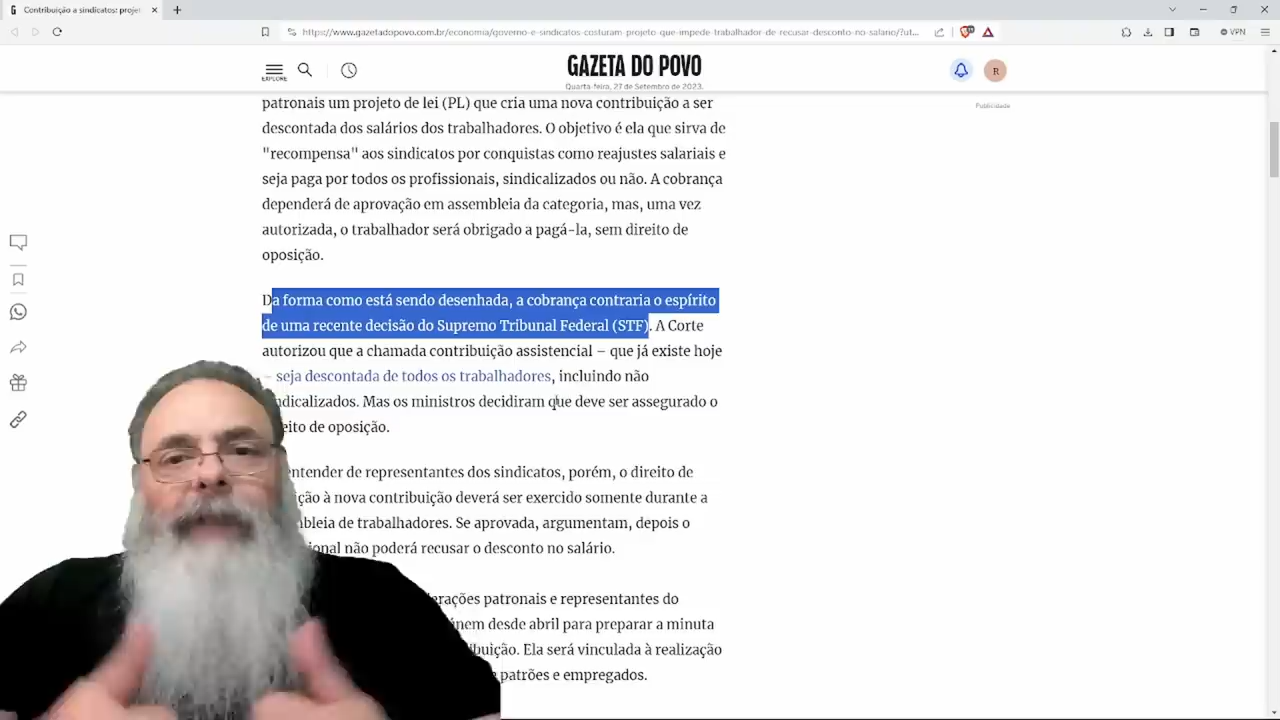 Contribuição a sindicatos: projet
https://www.gazetadopovo.com.br/economia/governo-e-sindicatos-costuram-projeto-que-impede-trabalhador-de-recusar-desconto-no-salario/?ut...
VPN
EXPLORE
GAZETA DO POVO
R
Quarta-feira, 27 de Setembro de 2023.
Publicidade
patronais um projeto de lei (PL) que cria uma nova contribuição a ser
descontada dos salários dos trabalhadores. O objetivo é ela que sirva de
"recompensa" aos sindicatos por conquistas como reajustes salariais e
seja paga por todos os profissionais, sindicalizados ou não. A cobrança
dependerá de aprovação em assembleia da categoria, mas, uma vez
autorizada, o trabalhador será obrigado a pagá-la, sem direito de
oposição.
Da forma como está sendo desenhada, a cobrança contraria o espírito
de uma recente decisão do Supremo Tribunal Federal (STF). A Corte
autorizou que a chamada contribuição assistencial – que já existe hoje
– seja descontada de todos os trabalhadores, incluindo não
ndicalizados. Mas os ministros decidiram que deve ser assegurado o
eito de oposição.
entender de representantes dos sindicatos, porém, o direito de
ição à nova contribuição deverá ser exercido somente durante a
bleia de trabalhadores. Se aprovada, argumentam, depois o
ional não poderá recusar o desconto no salário.
erações patronais e representantes do
nem desde abril para preparar a minuta
ibuição. Ela será vinculada à realização
patrões e empregados.